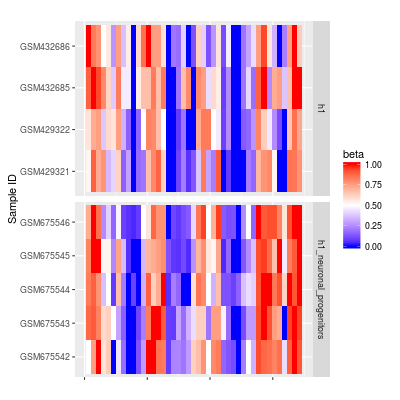 GSM432686
GSM432685
GSM429322
GSM429321
h1
GSM675546
GSM675545
GSM675544
GSM675543
GSM675542
h1_neuronal_progenitors
Sample ID
beta
1.00
0.75
0.50
0.25
0.00